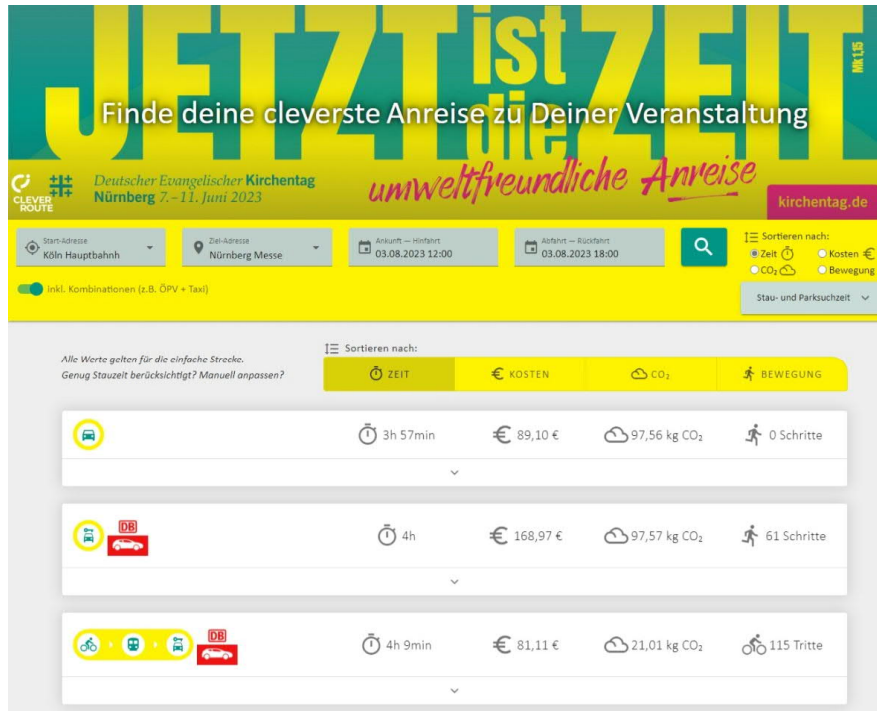 JETZT ist die ZEIT
Mk 1,15
Finde deine cleverste Anreise zu Deiner Veranstaltung
umweltfreundliche Anreise
CLEVER
ROUTE
Deutscher Evangelischer Kirchentag
Nürnberg 7.–11. Juni 2023
kirchentag.de
Start-Adresse
Köln Hauptbahnh
Ziel-Adresse
Nürnberg Messe
Ankunft — Hinfahrt
03.08.2023 12:00
Abfahrt — Rückfahrt
03.08.2023 18:00
Sortieren nach:
Zeit Kosten €
CO₂ Bewegung
inkl. Kombinationen (z.B. ÖPV + Taxi)
Stau- und Parksuchzeit
Alle Werte gelten für die einfache Strecke.
Genug Stauzeit berücksichtigt? Manuell anpassen?
Sortieren nach:
ZEIT € KOSTEN CO₂ BEWEGUNG
3h 57min € 89,10 € 97,56 kg CO₂ 0 Schritte
DB
4h € 168,97 € 97,57 kg CO₂ 61 Schritte
DB
4h 9min € 81,11 € 21,01 kg CO₂ 115 Tritte